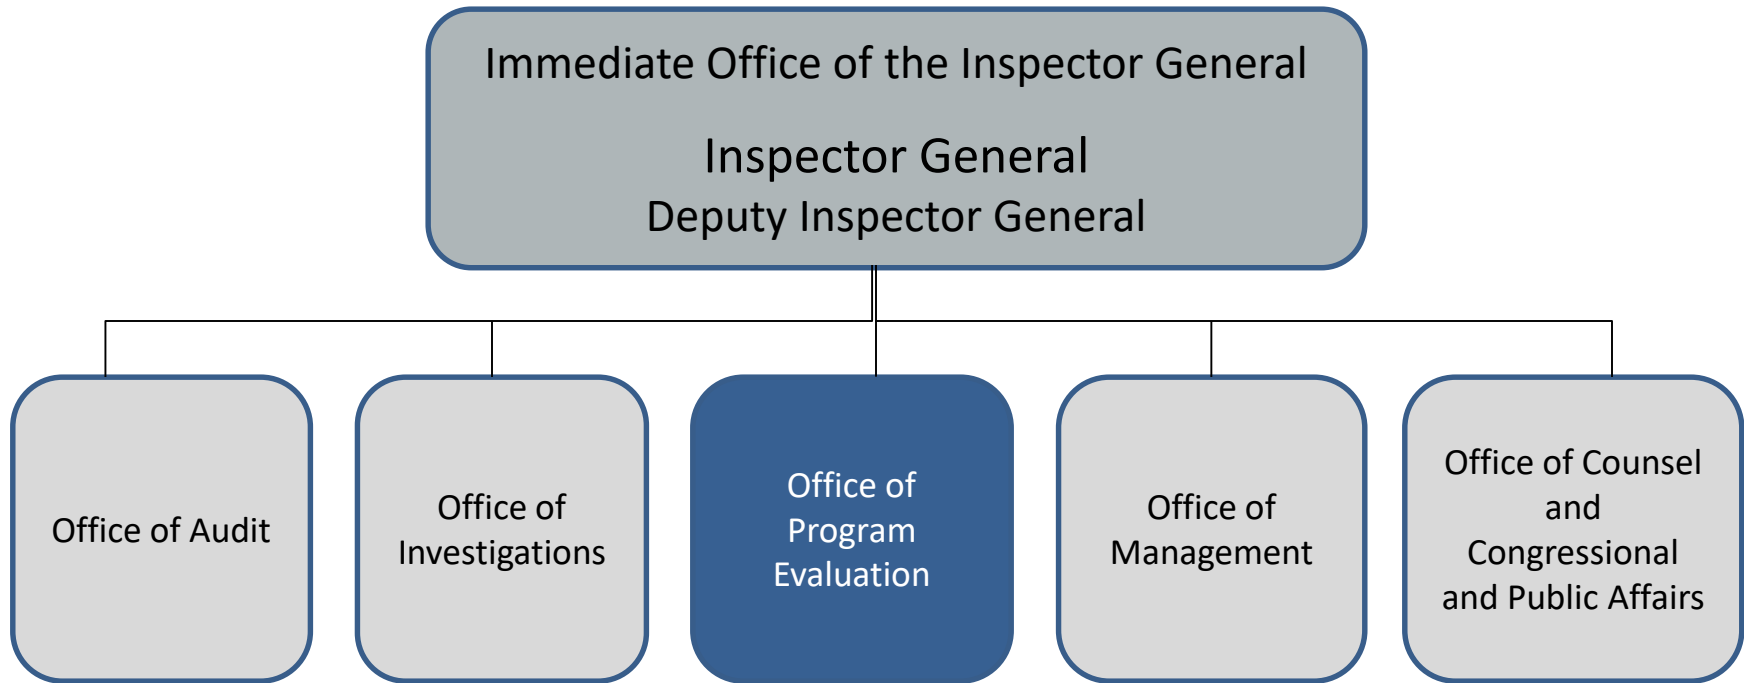 Immediate Office of the Inspector General
Inspector General
Deputy Inspector General
Office of Audit
Office of
Investigations
Office of
Program
Evaluation
Office of
Management
Office of Counsel
and
Congressional
and Public Affairs